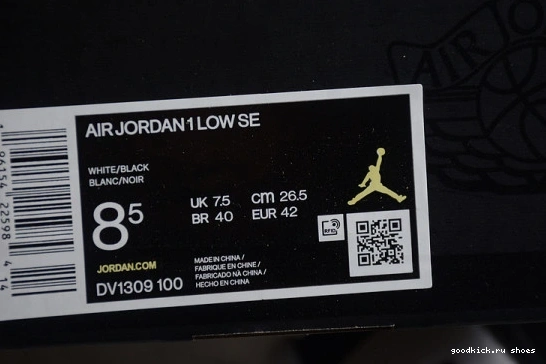 AIR JORDAN 1 LOW SE
WHITE/BLACK
BLANC/NOIR
8⁵
UK 7.5 cm 26.5
BR 40 EUR 42
RFID
JORDAN.COM
MADE IN CHINA /
FABRIQUE EN CHINE /
FABRICADO NA CHINA /
HECHO EN CHINA
DV1309 100
AIR JO
goodkick.ru shoes